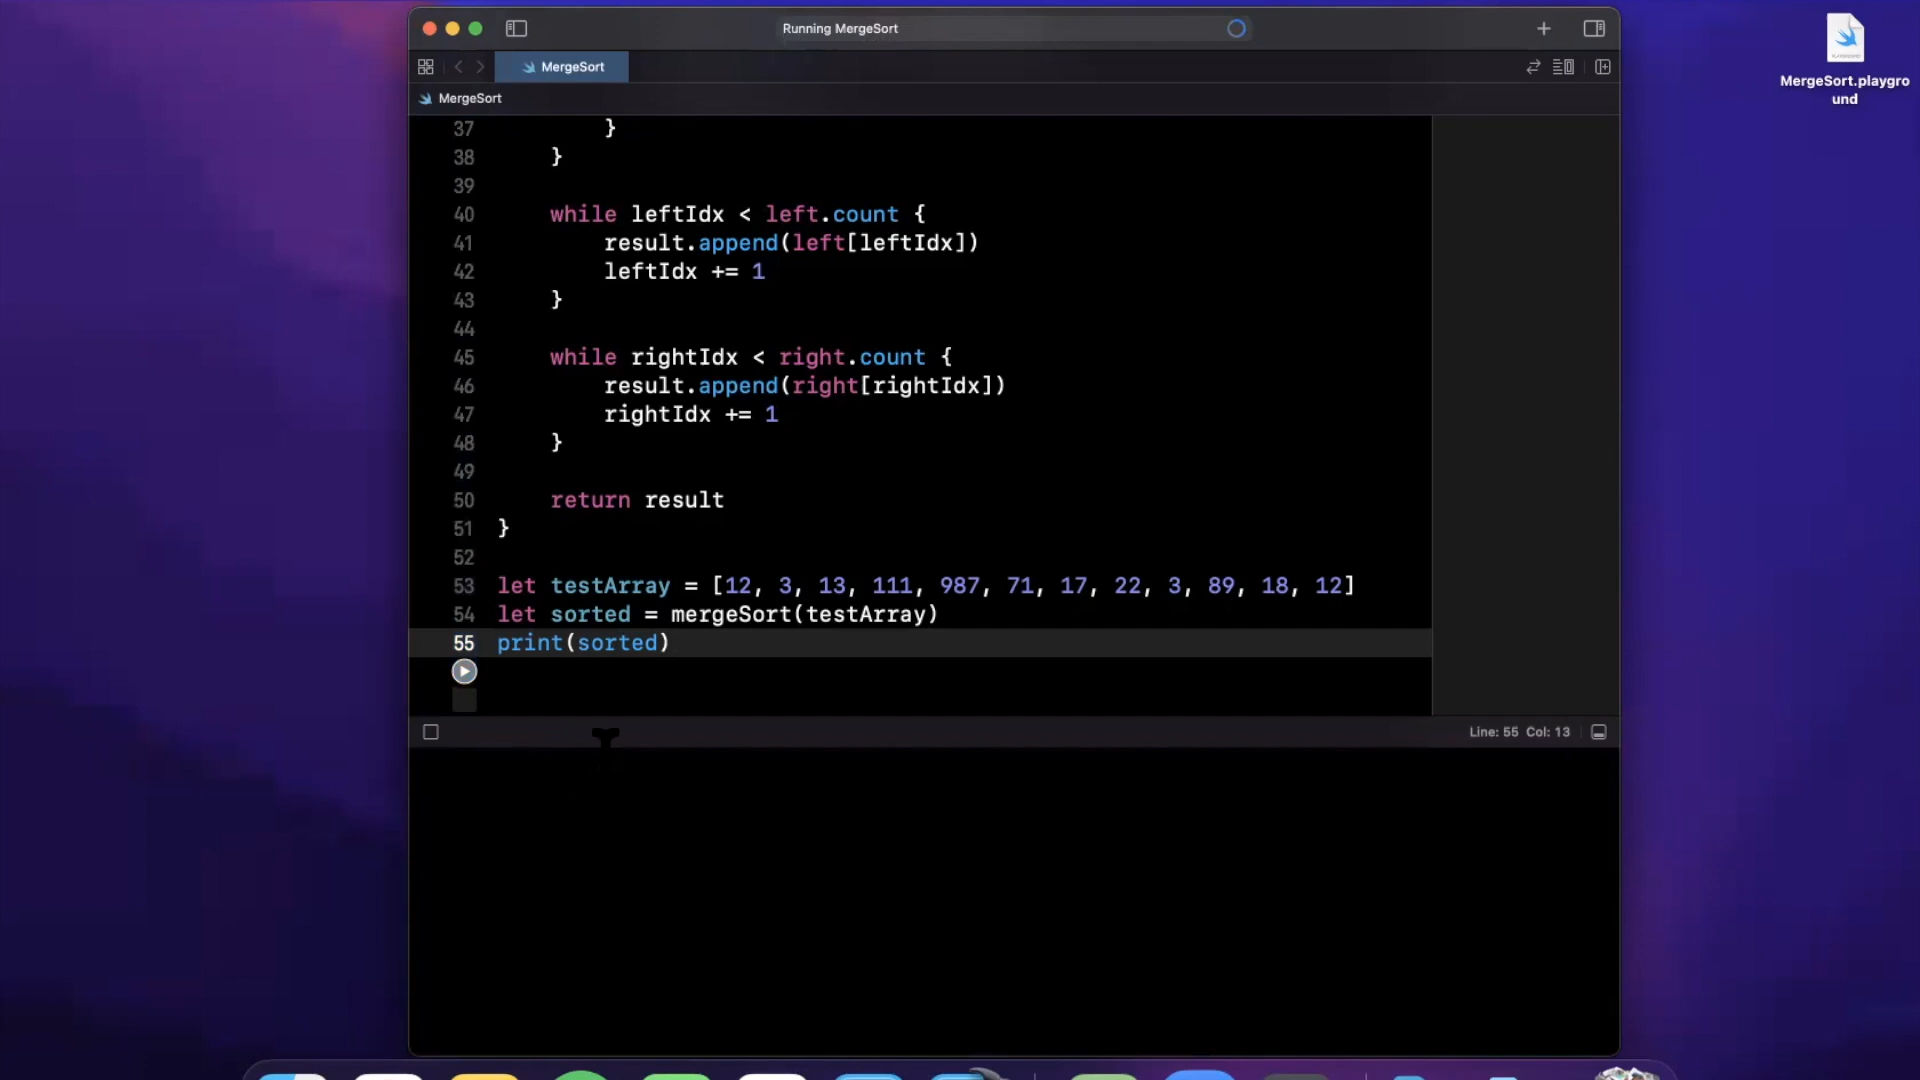 Running MergeSort
MergeSort
MergeSort
MergeSort.playgro
und
37 }
38 }
39
40 while leftIdx < left.count {
41 result.append(left[leftIdx])
42 leftIdx += 1
43 }
44
45 while rightIdx < right.count {
46 result.append(right[rightIdx])
47 rightIdx += 1
48 }
49
50 return result
51 }
52
53 let testArray = [12, 3, 13, 111, 987, 71, 17, 22, 3, 89, 18, 12]
54 let sorted = mergeSort(testArray)
55 print(sorted)
Line: 55 Col: 13